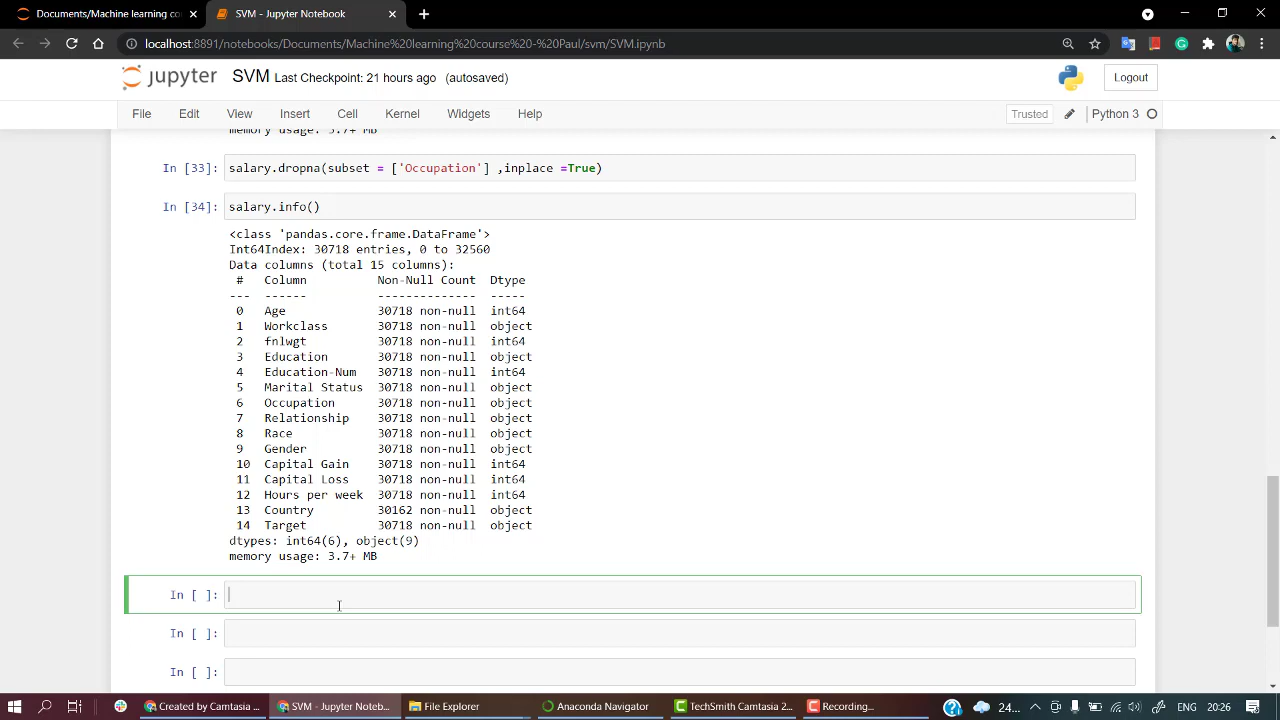 Documents/Machine learning co
SVM - Jupyter Notebook
localhost:8891/notebooks/Documents/Machine%20learning%20course%20-%20Paul/svm/SVM.ipynb
jupyter SVM Last Checkpoint: 21 hours ago (autosaved)
Logout
File Edit View Insert Cell Kernel Widgets Help
Trusted Python 3
memory usage: 3.7+ MB
In [33]: salary.dropna(subset = ['Occupation'] ,inplace =True)
In [34]: salary.info()
<class 'pandas.core.frame.DataFrame'>
Int64Index: 30718 entries, 0 to 32560
Data columns (total 15 columns):
# Column Non-Null Count Dtype
--- ------ -------------- -----
0 Age 30718 non-null int64
1 Workclass 30718 non-null object
2 fnlwgt 30718 non-null int64
3 Education 30718 non-null object
4 Education-Num 30718 non-null int64
5 Marital Status 30718 non-null object
6 Occupation 30718 non-null object
7 Relationship 30718 non-null object
8 Race 30718 non-null object
9 Gender 30718 non-null object
10 Capital Gain 30718 non-null int64
11 Capital Loss 30718 non-null int64
12 Hours per week 30718 non-null int64
13 Country 30162 non-null object
14 Target 30718 non-null object
dtypes: int64(6), object(9)
memory usage: 3.7+ MB
In [ ]:
In [ ]:
In [ ]:
Created by Camtasia ... SVM - Jupyter Noteb... File Explorer Anaconda Navigator TechSmith Camtasia 2... Recording... 24... 20:26